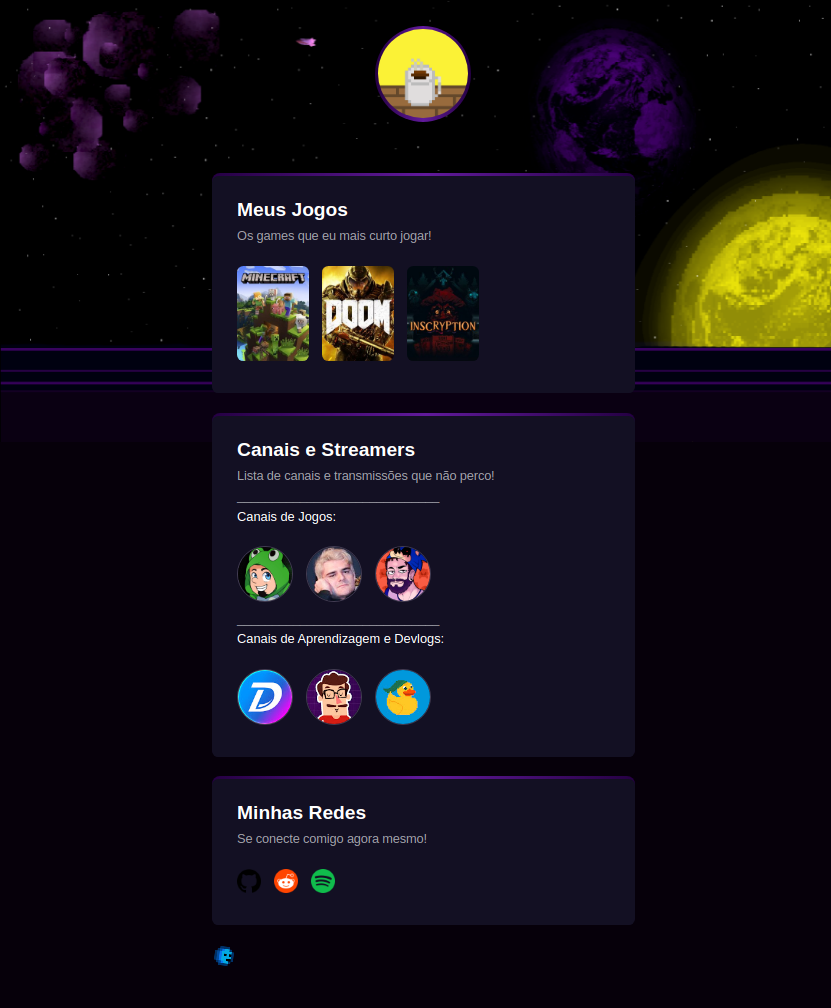 Meus Jogos
Os games que eu mais curto jogar!
MINECRAFT
DOOM
INSCRYPTION
Canais e Streamers
Lista de canais e transmissões que não perco!
Canais de Jogos:
Canais de Aprendizagem e Devlogs:
D
Minhas Redes
Se conecte comigo agora mesmo!